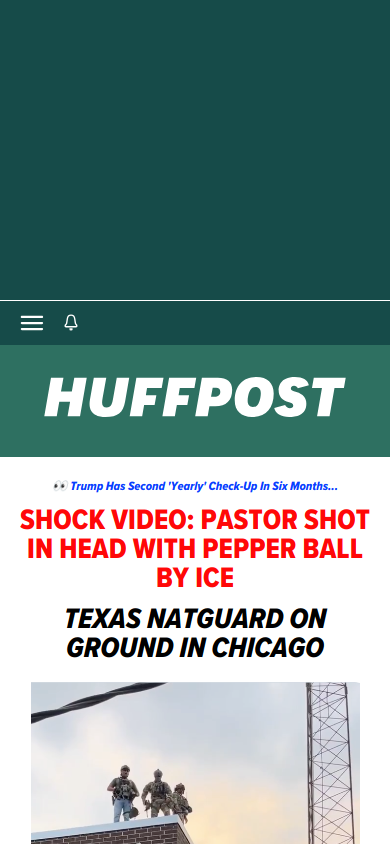 HUFFPOST
👀 Trump Has Second 'Yearly' Check-Up In Six Months...
SHOCK VIDEO: PASTOR SHOT
IN HEAD WITH PEPPER BALL
BY ICE
TEXAS NATGUARD ON
GROUND IN CHICAGO